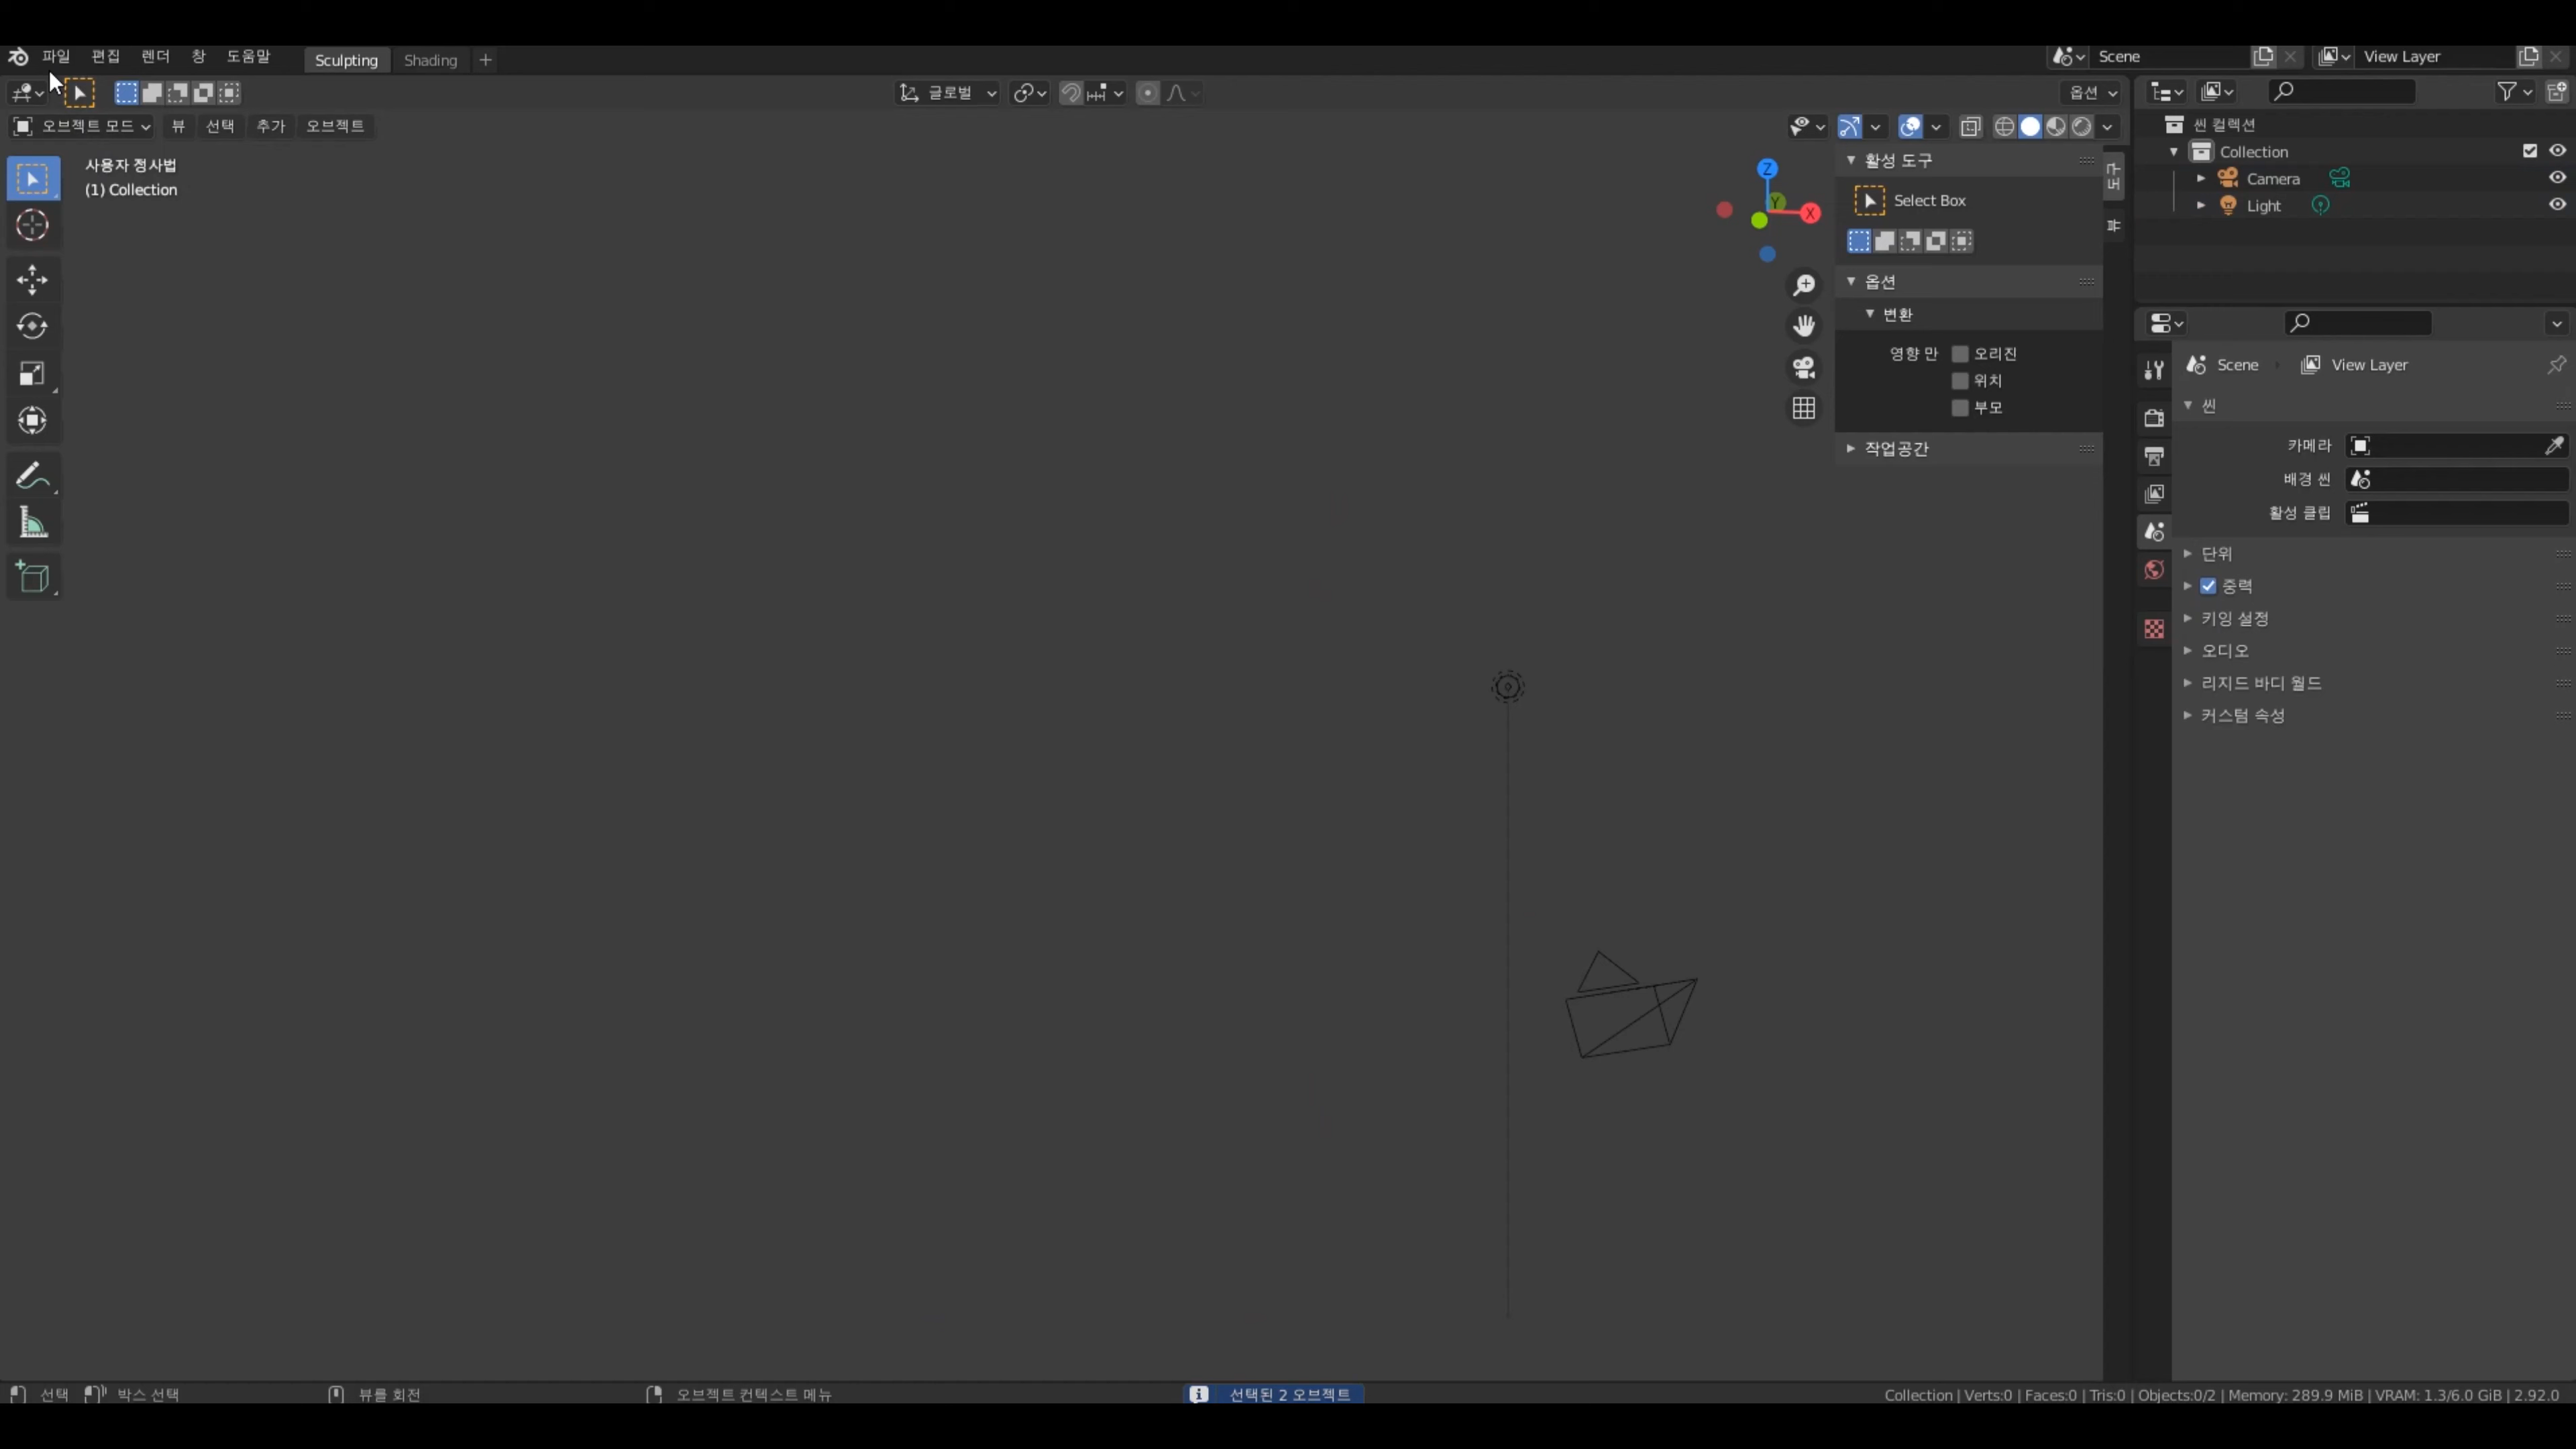 파일 편집 렌더 창 도움말 Sculpting Shading + Scene View Layer
글로벌 옵션
오브젝트 모드 뷰 선택 추가 오브젝트
사용자 정사법
(1) Collection
Z
Y
X
활성 도구
Select Box
옵션
변환
영향 만 오리진
위치
부모
작업공간
씬 컬렉션
Collection
Camera
Light
Scene View Layer
씬
카메라
배경 씬
활성 클립
단위
중력
키잉 설정
오디오
리지드 바디 월드
커스텀 속성
선택 박스 선택 뷰를 회전 오브젝트 컨텍스트 메뉴 선택된 2 오브젝트 Collection | Verts:0 | Faces:0 | Tris:0 | Objects:0/2 | Memory: 289.9 MiB | VRAM: 1.3/6.0 GiB | 2.92.0